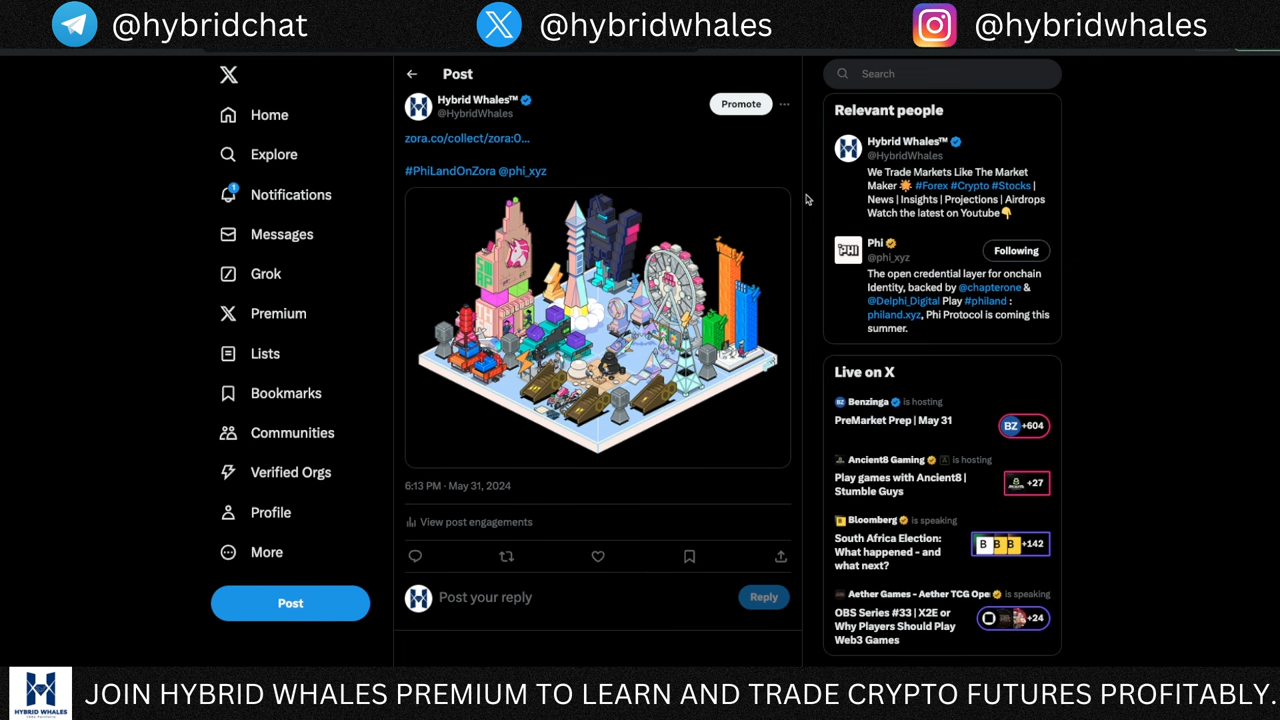 @hybridchat
@hybridwhales
@hybridwhales
Home
Explore
1
Notifications
Messages
Grok
Premium
Lists
Bookmarks
Communities
Verified Orgs
Profile
More
Post
Post
Hybrid Whales™
@HybridWhales
Promote
zora.co/collect/zora:0...
#PhiLandOnZora @phi_xyz
6:13 PM · May 31, 2024
View post engagements
Post your reply
Reply
Search
Relevant people
Hybrid Whales™
@HybridWhales
We Trade Markets Like The Market
Maker #Forex #Crypto #Stocks |
News | Insights | Projections | Airdrops
Watch the latest on Youtube
PHI
Phi
@phi_xyz
Following
The open credential layer for onchain
Identity, backed by @chapterone &
@Delphi_Digital Play #philand :
philand.xyz, Phi Protocol is coming this
summer.
Live on X
BZ Benzinga is hosting
PreMarket Prep | May 31
BZ +604
Ancient8 Gaming is hosting
Play games with Ancient8 |
Stumble Guys
+27
Bloomberg is speaking
South Africa Election:
What happened - and
what next?
B B B +142
Aether Games - Aether TCG Ope is speaking
OBS Series #33 | X2E or
Why Players Should Play
Web3 Games
+24
HYBRID WHALES
JOIN HYBRID WHALES PREMIUM TO LEARN AND TRADE CRYPTO FUTURES PROFITABLY.